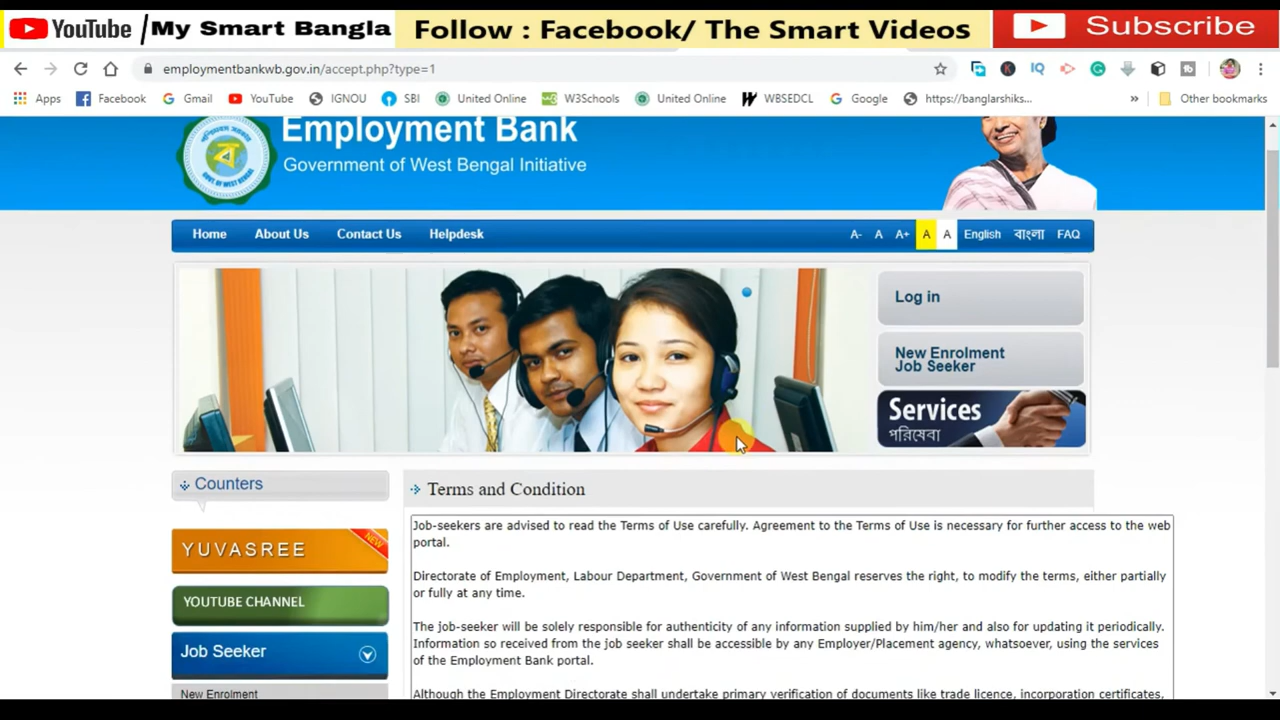 YouTube /My Smart Bangla Follow : Facebook/ The Smart Videos Subscribe
employmentbankwb.gov.in/accept.php?type=1
Apps Facebook Gmail YouTube IGNOU SBI United Online W3Schools United Online WBSEDCL Google https://banglarshiks... » Other bookmarks
Employment Bank
Government of West Bengal Initiative
Home About Us Contact Us Helpdesk A- A A+ A A English বাংলা FAQ
Log in
New Enrolment
Job Seeker
Services
পরিষেবা
Counters
Terms and Condition
YUVASREE NEW
YOUTUBE CHANNEL
Job Seeker
New Enrolment
Job-seekers are advised to read the Terms of Use carefully. Agreement to the Terms of Use is necessary for further access to the web
portal.
Directorate of Employment, Labour Department, Government of West Bengal reserves the right, to modify the terms, either partially
or fully at any time.
The job-seeker will be solely responsible for authenticity of any information supplied by him/her and also for updating it periodically.
Information so received from the job seeker shall be accessible by any Employer/Placement agency, whatsoever, using the services
of the Employment Bank portal.
Although the Employment Directorate shall undertake primary verification of documents like trade licence, incorporation certificates,